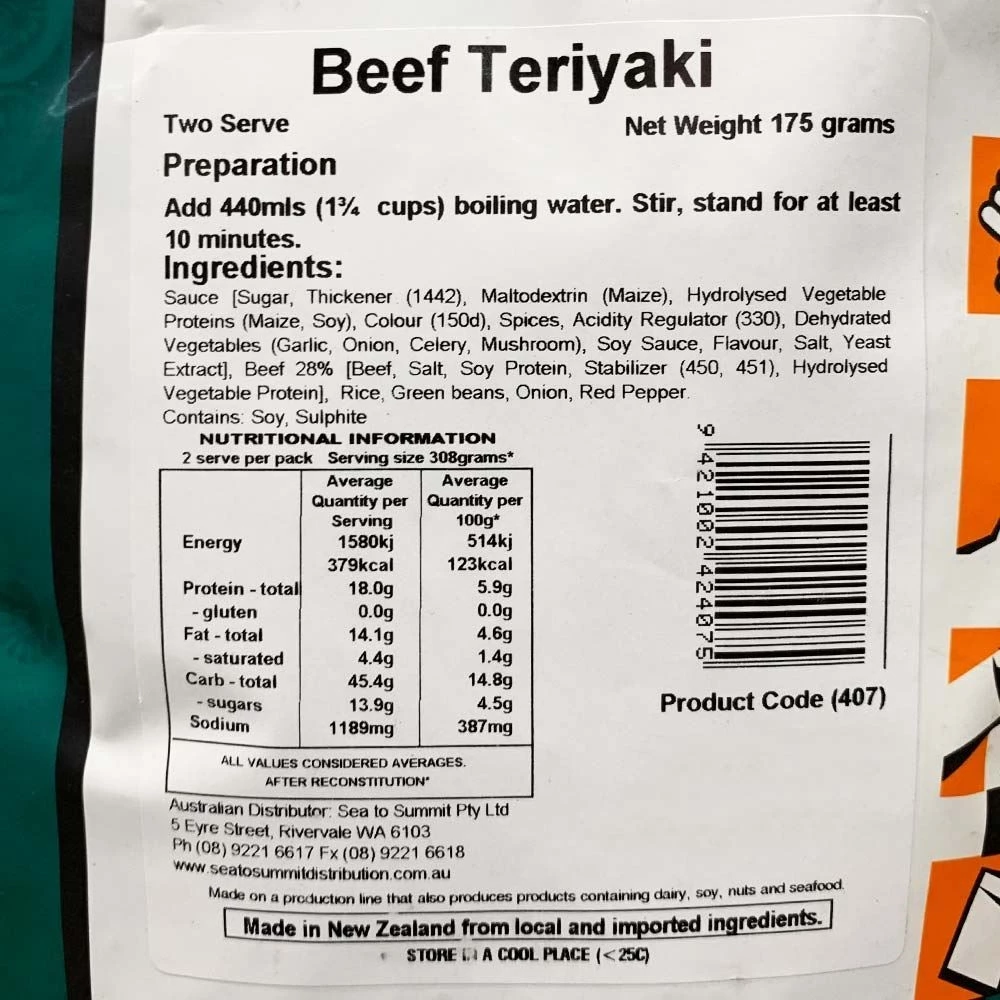 Beef Teriyaki
Two Serve Net Weight 175 grams
Preparation
Add 440mls (1¾ cups) boiling water. Stir, stand for at least
10 minutes.
Ingredients:
Sauce [Sugar, Thickener (1442), Maltodextrin (Maize), Hydrolysed Vegetable
Proteins (Maize, Soy), Colour (150d), Spices, Acidity Regulator (330), Dehydrated
Vegetables (Garlic, Onion, Celery, Mushroom), Soy Sauce, Flavour, Salt, Yeast
Extract], Beef 28% [Beef, Salt, Soy Protein, Stabilizer (450, 451), Hydrolysed
Vegetable Protein], Rice, Green beans, Onion, Red Pepper.
Contains: Soy, Sulphite
NUTRITIONAL INFORMATION
2 serve per pack Serving size 308grams*
Average Average
Quantity per Quantity per
Serving 100g*
Energy 1580kj 514kj
379kcal 123kcal
Protein - total 18.0g 5.9g
- gluten 0.0g 0.0g
Fat - total 14.1g 4.6g
- saturated 4.4g 1.4g
Carb - total 45.4g 14.8g
- sugars 13.9g 4.5g
Sodium 1189mg 387mg
ALL VALUES CONSIDERED AVERAGES.
AFTER RECONSTITUTION*
9 421002 424075
Product Code (407)
Australian Distributor: Sea to Summit Pty Ltd
5 Eyre Street, Rivervale WA 6103
Ph (08) 9221 6617 Fx (08) 9221 6618
www.seatosummitdistribution.com.au
Made on a production line that also produces products containing dairy, soy, nuts and seafood.
Made in New Zealand from local and imported ingredients.
STORE IN A COOL PLACE (<25C)